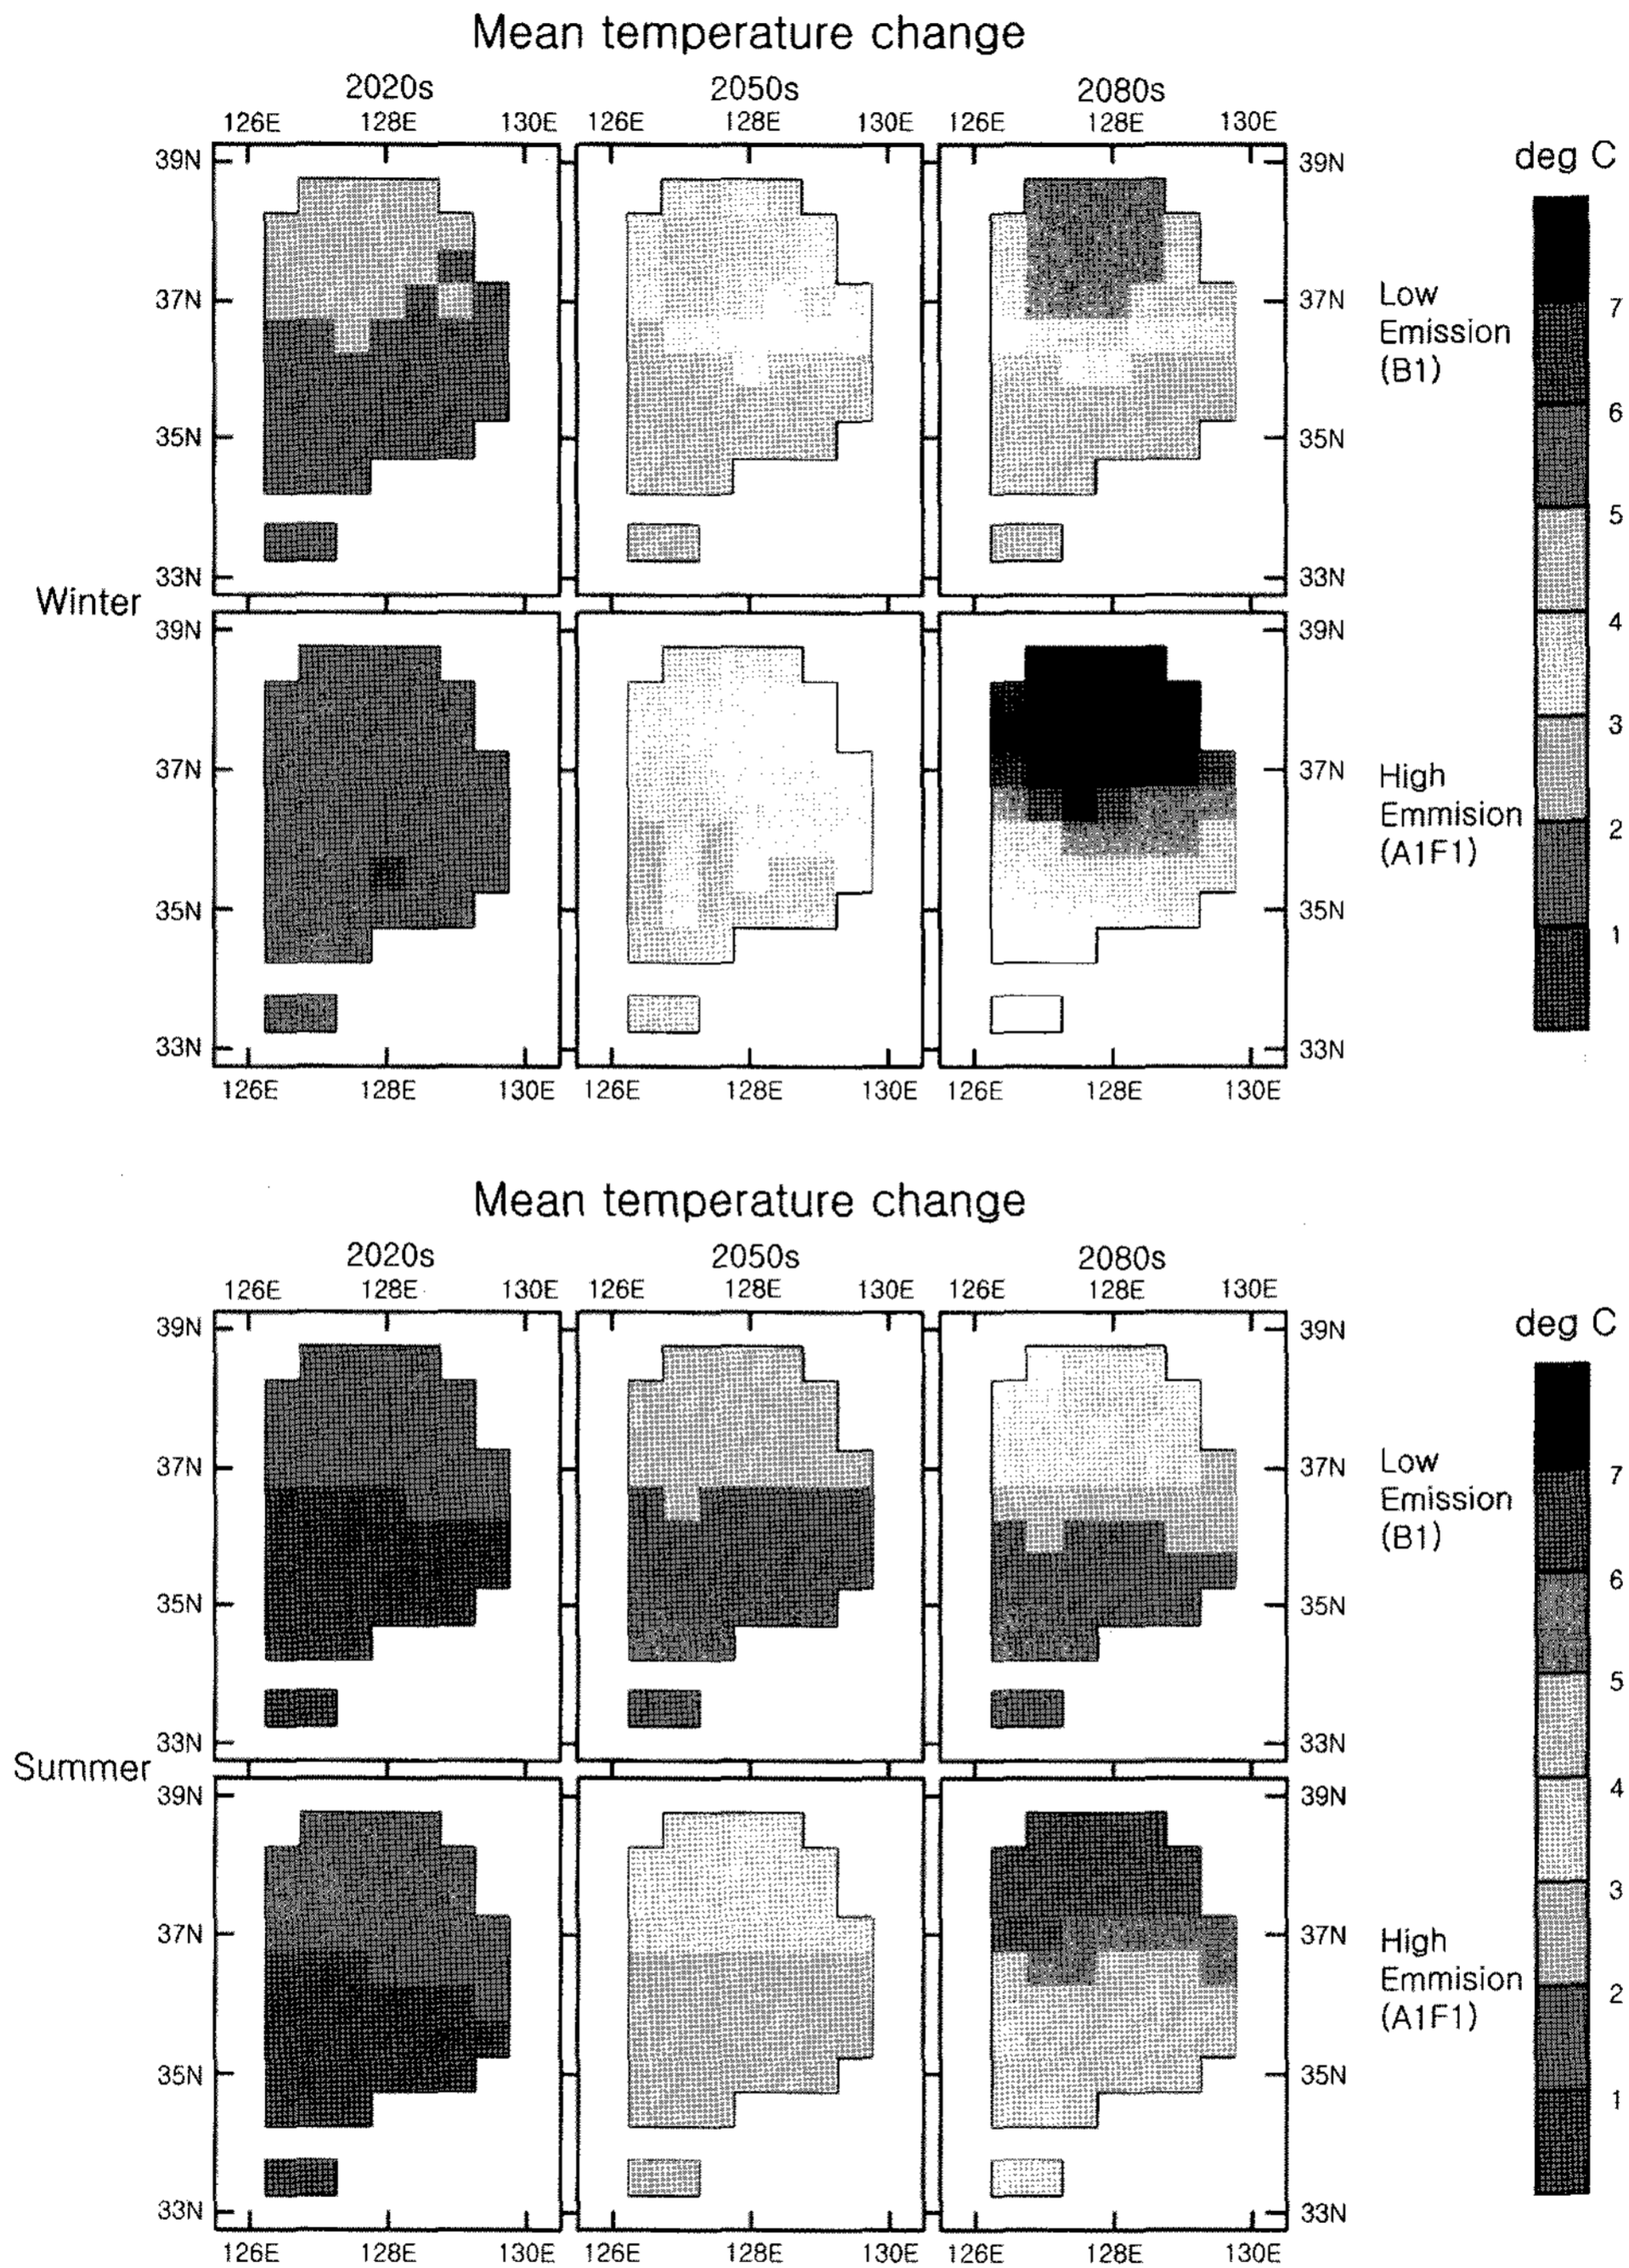 Mean temperature change
2020s 2050s 2080s
126E 128E 130E 126E 128E 130E 126E 128E 130E
39N 39N
deg C
37N 37N
Low
Emission
(B1)
7
6
35N 35N
5
33N 33N
Winter
4
39N 39N
3
37N 37N
High
Emmision
(A1F1)
2
35N 35N
1
33N 33N
126E 128E 130E 126E 128E 130E 126E 128E 130E
Mean temperature change
2020s 2050s 2080s
126E 128E 130E 126E 128E 130E 126E 128E 130E
39N 39N
deg C
37N 37N
Low
Emission
(B1)
7
6
35N 35N
5
33N 33N
Summer
4
39N 39N
3
37N 37N
High
Emmision
(A1F1)
2
35N 35N
1
33N 33N
126E 128E 130E 126E 128E 130E 126E 128E 130E